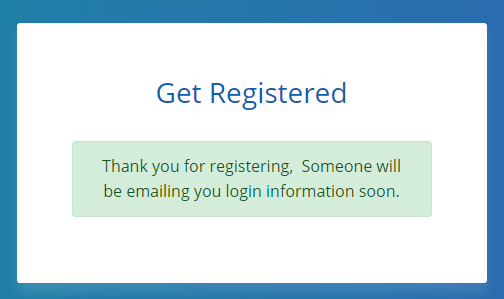 Get Registered
Thank you for registering,  Someone will
be emailing you login information soon.